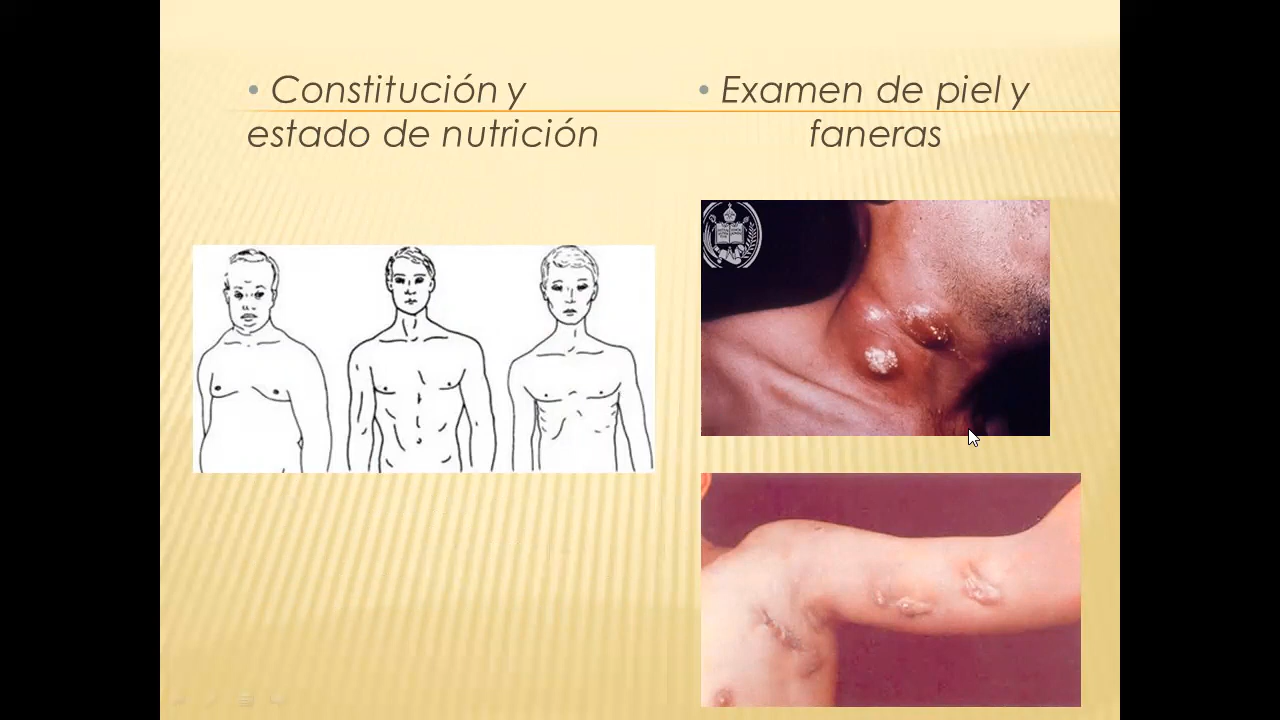 • Constitución y
estado de nutrición
• Examen de piel y
faneras